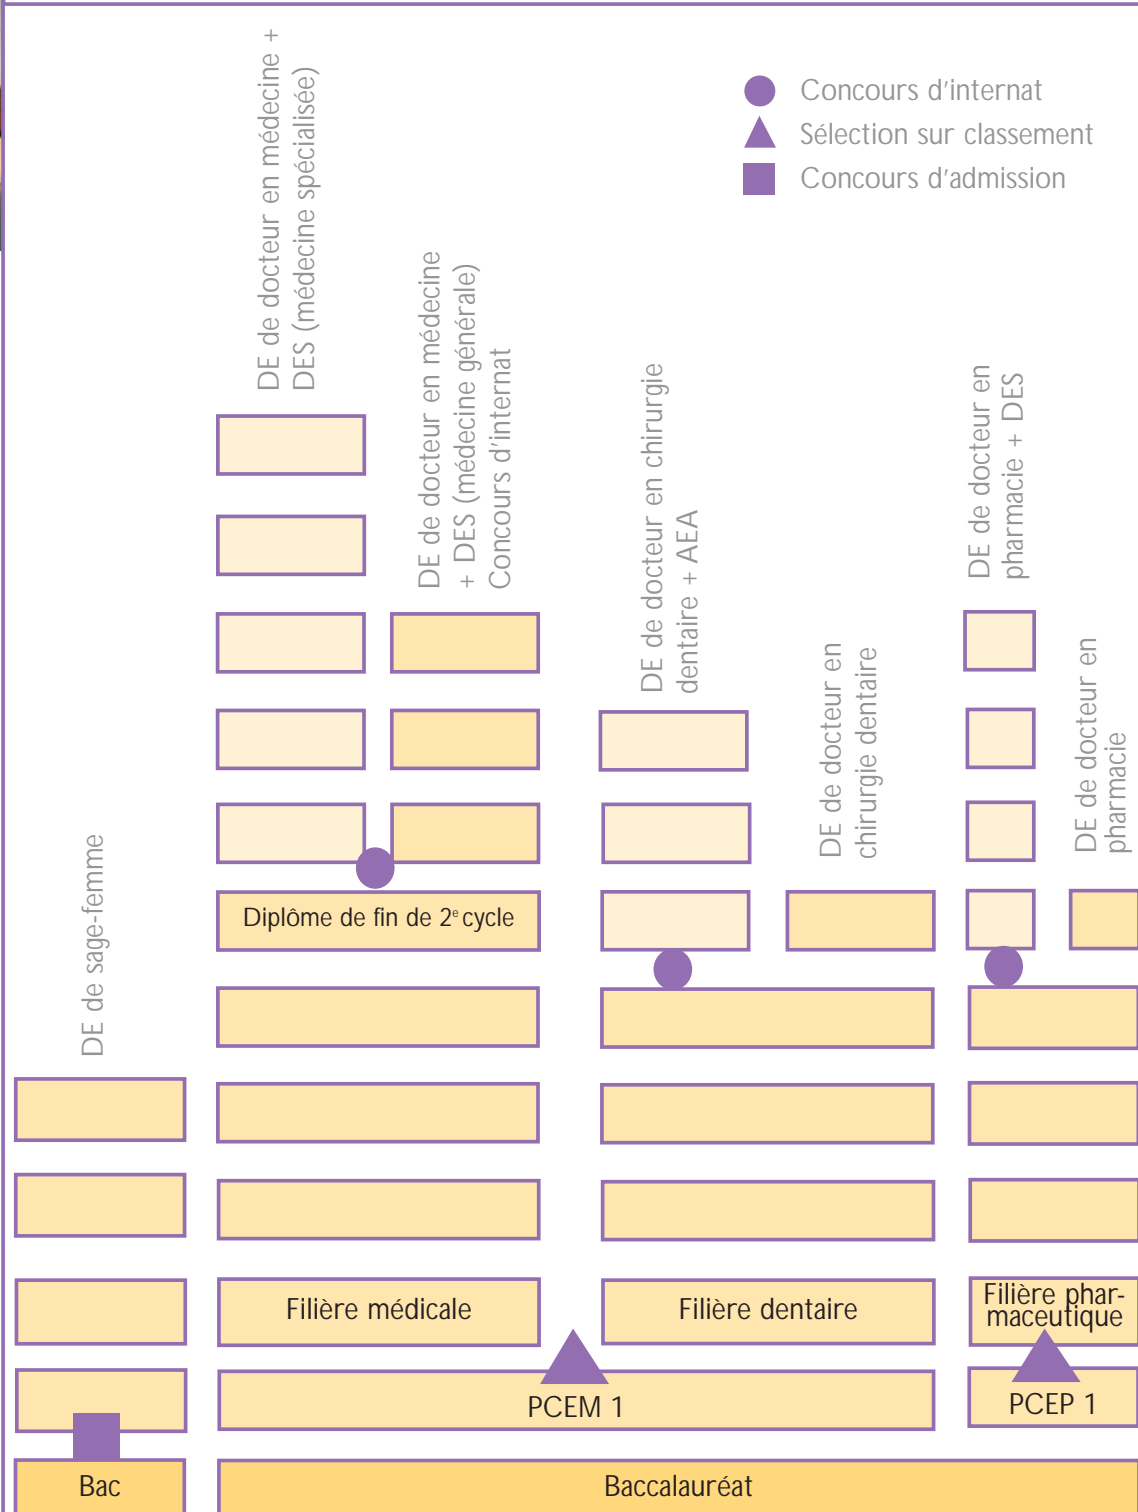 Concours d'internat
Sélection sur classement
Concours d'admission
DE de docteur en médecine +
DES (médecine spécialisée)
DE de docteur en médecine
+ DES (médecine générale)
Concours d'internat
DE de docteur en chirurgie
dentaire + AEA
DE de docteur en
chirurgie dentaire
DE de docteur en
pharmacie + DES
DE de docteur en
pharmacie
DE de sage-femme
Diplôme de fin de 2e cycle
Filière médicale
Filière dentaire
Filière phar-
maceutique
PCEM 1
PCEP 1
Bac
Baccalauréat